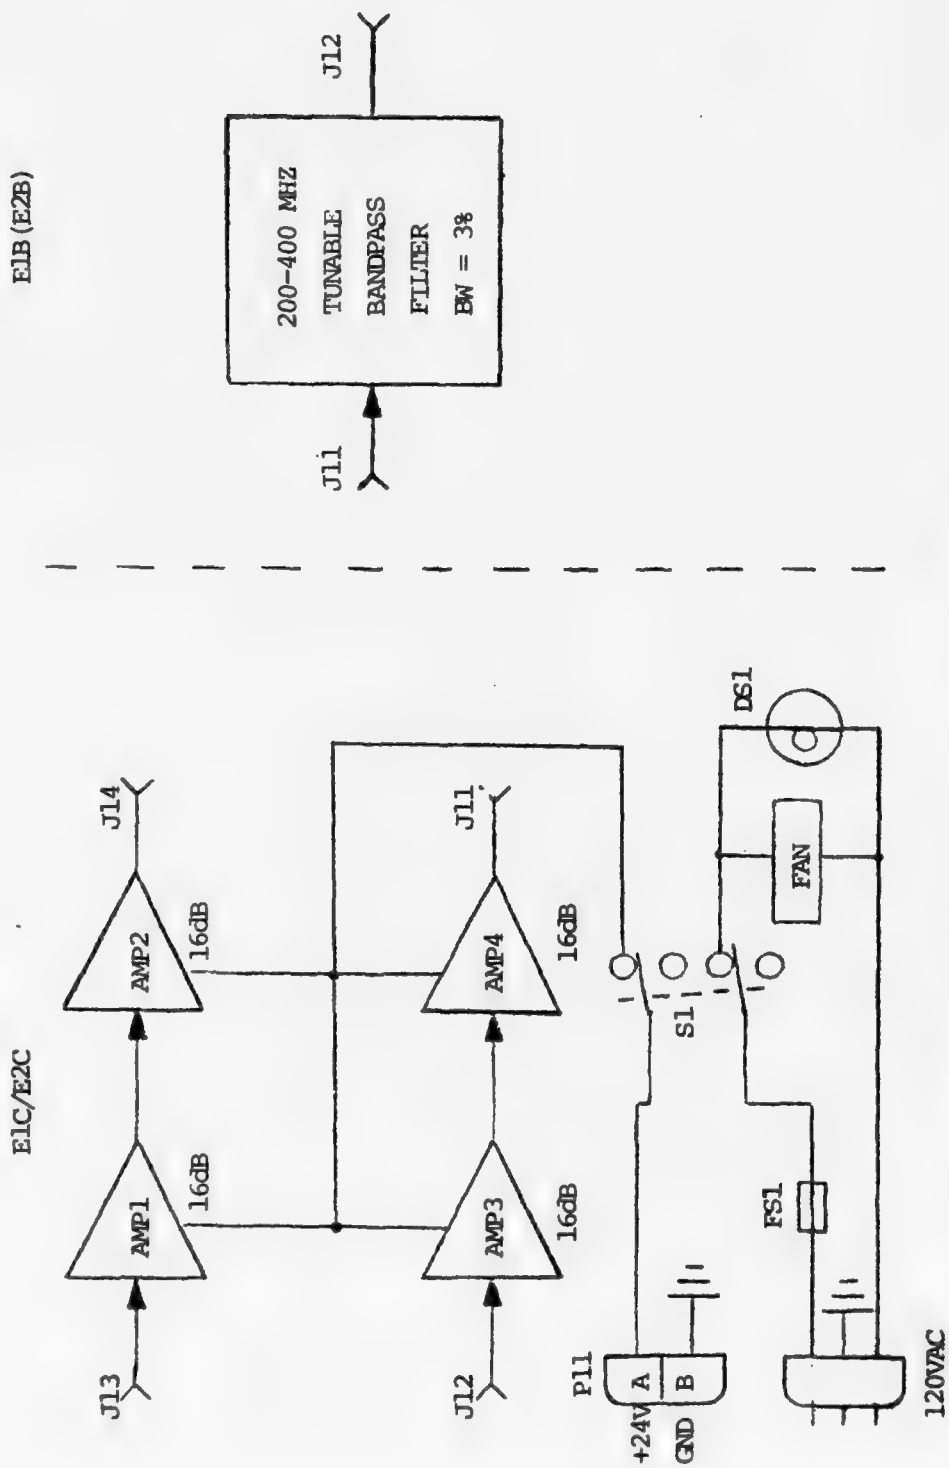 E1C/E2C
E1B(E2B)
J13
AMP1
16dB
AMP2
16dB
J14
J12
AMP3
16dB
AMP4
16dB
J11
P11
+24V
A
GND
B
S1
FS1
FAN
DS1
120VAC
J11
200-400 MHZ
TUNABLE
BANDPASS
FILTER
BW = 3%
J12